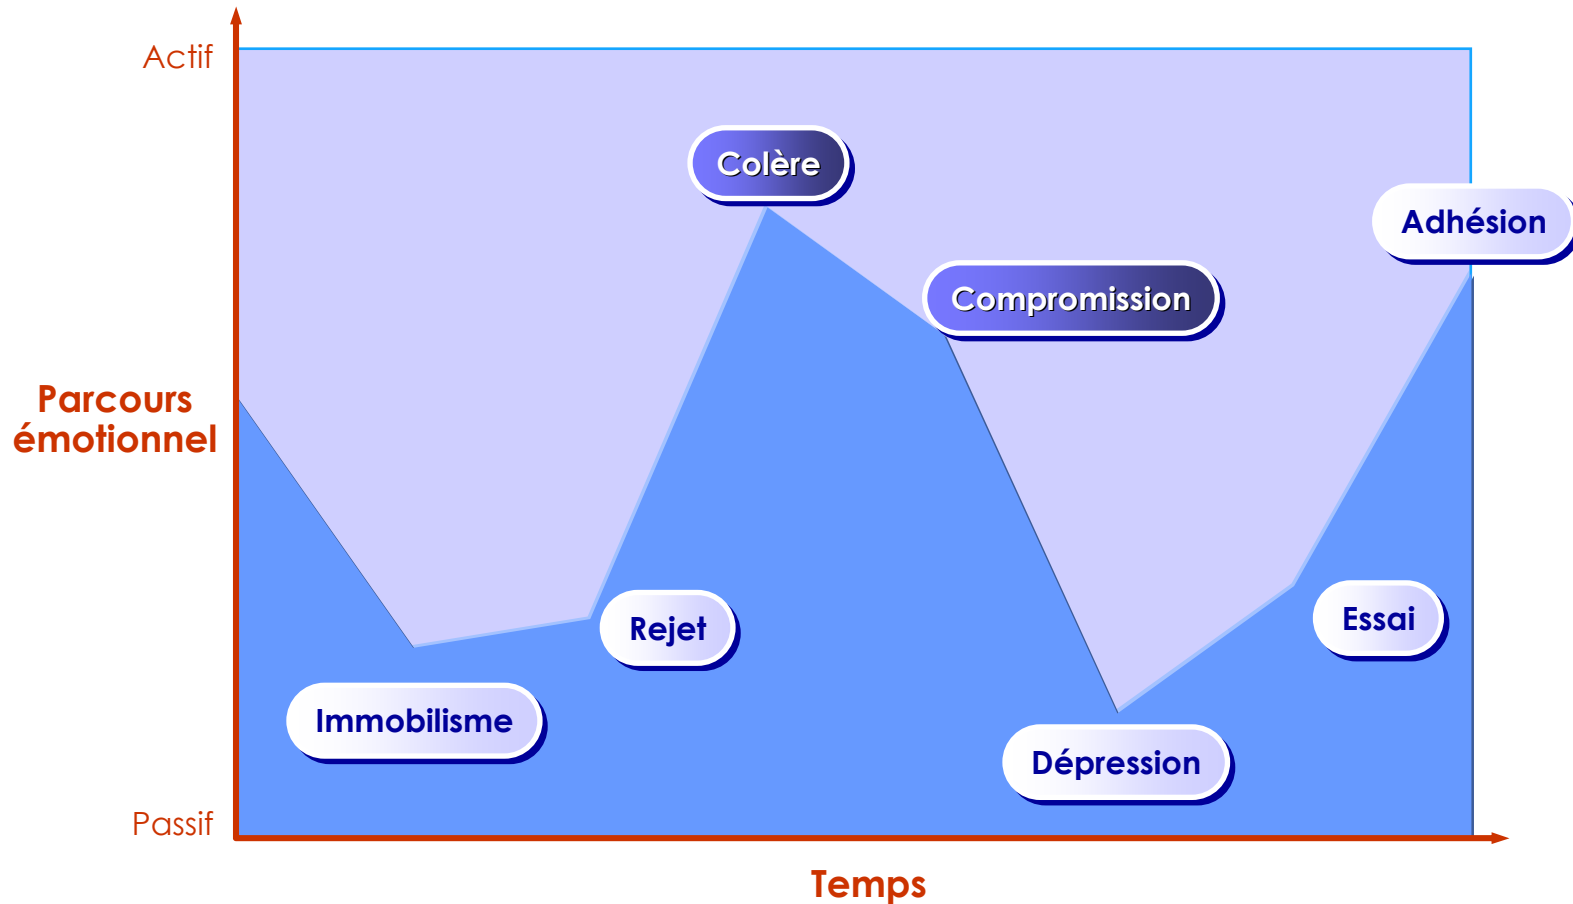 Actif
Colère
Adhésion
Compromission
Parcours
émotionnel
Essai
Rejet
Immobilisme
Dépression
Passif
Temps